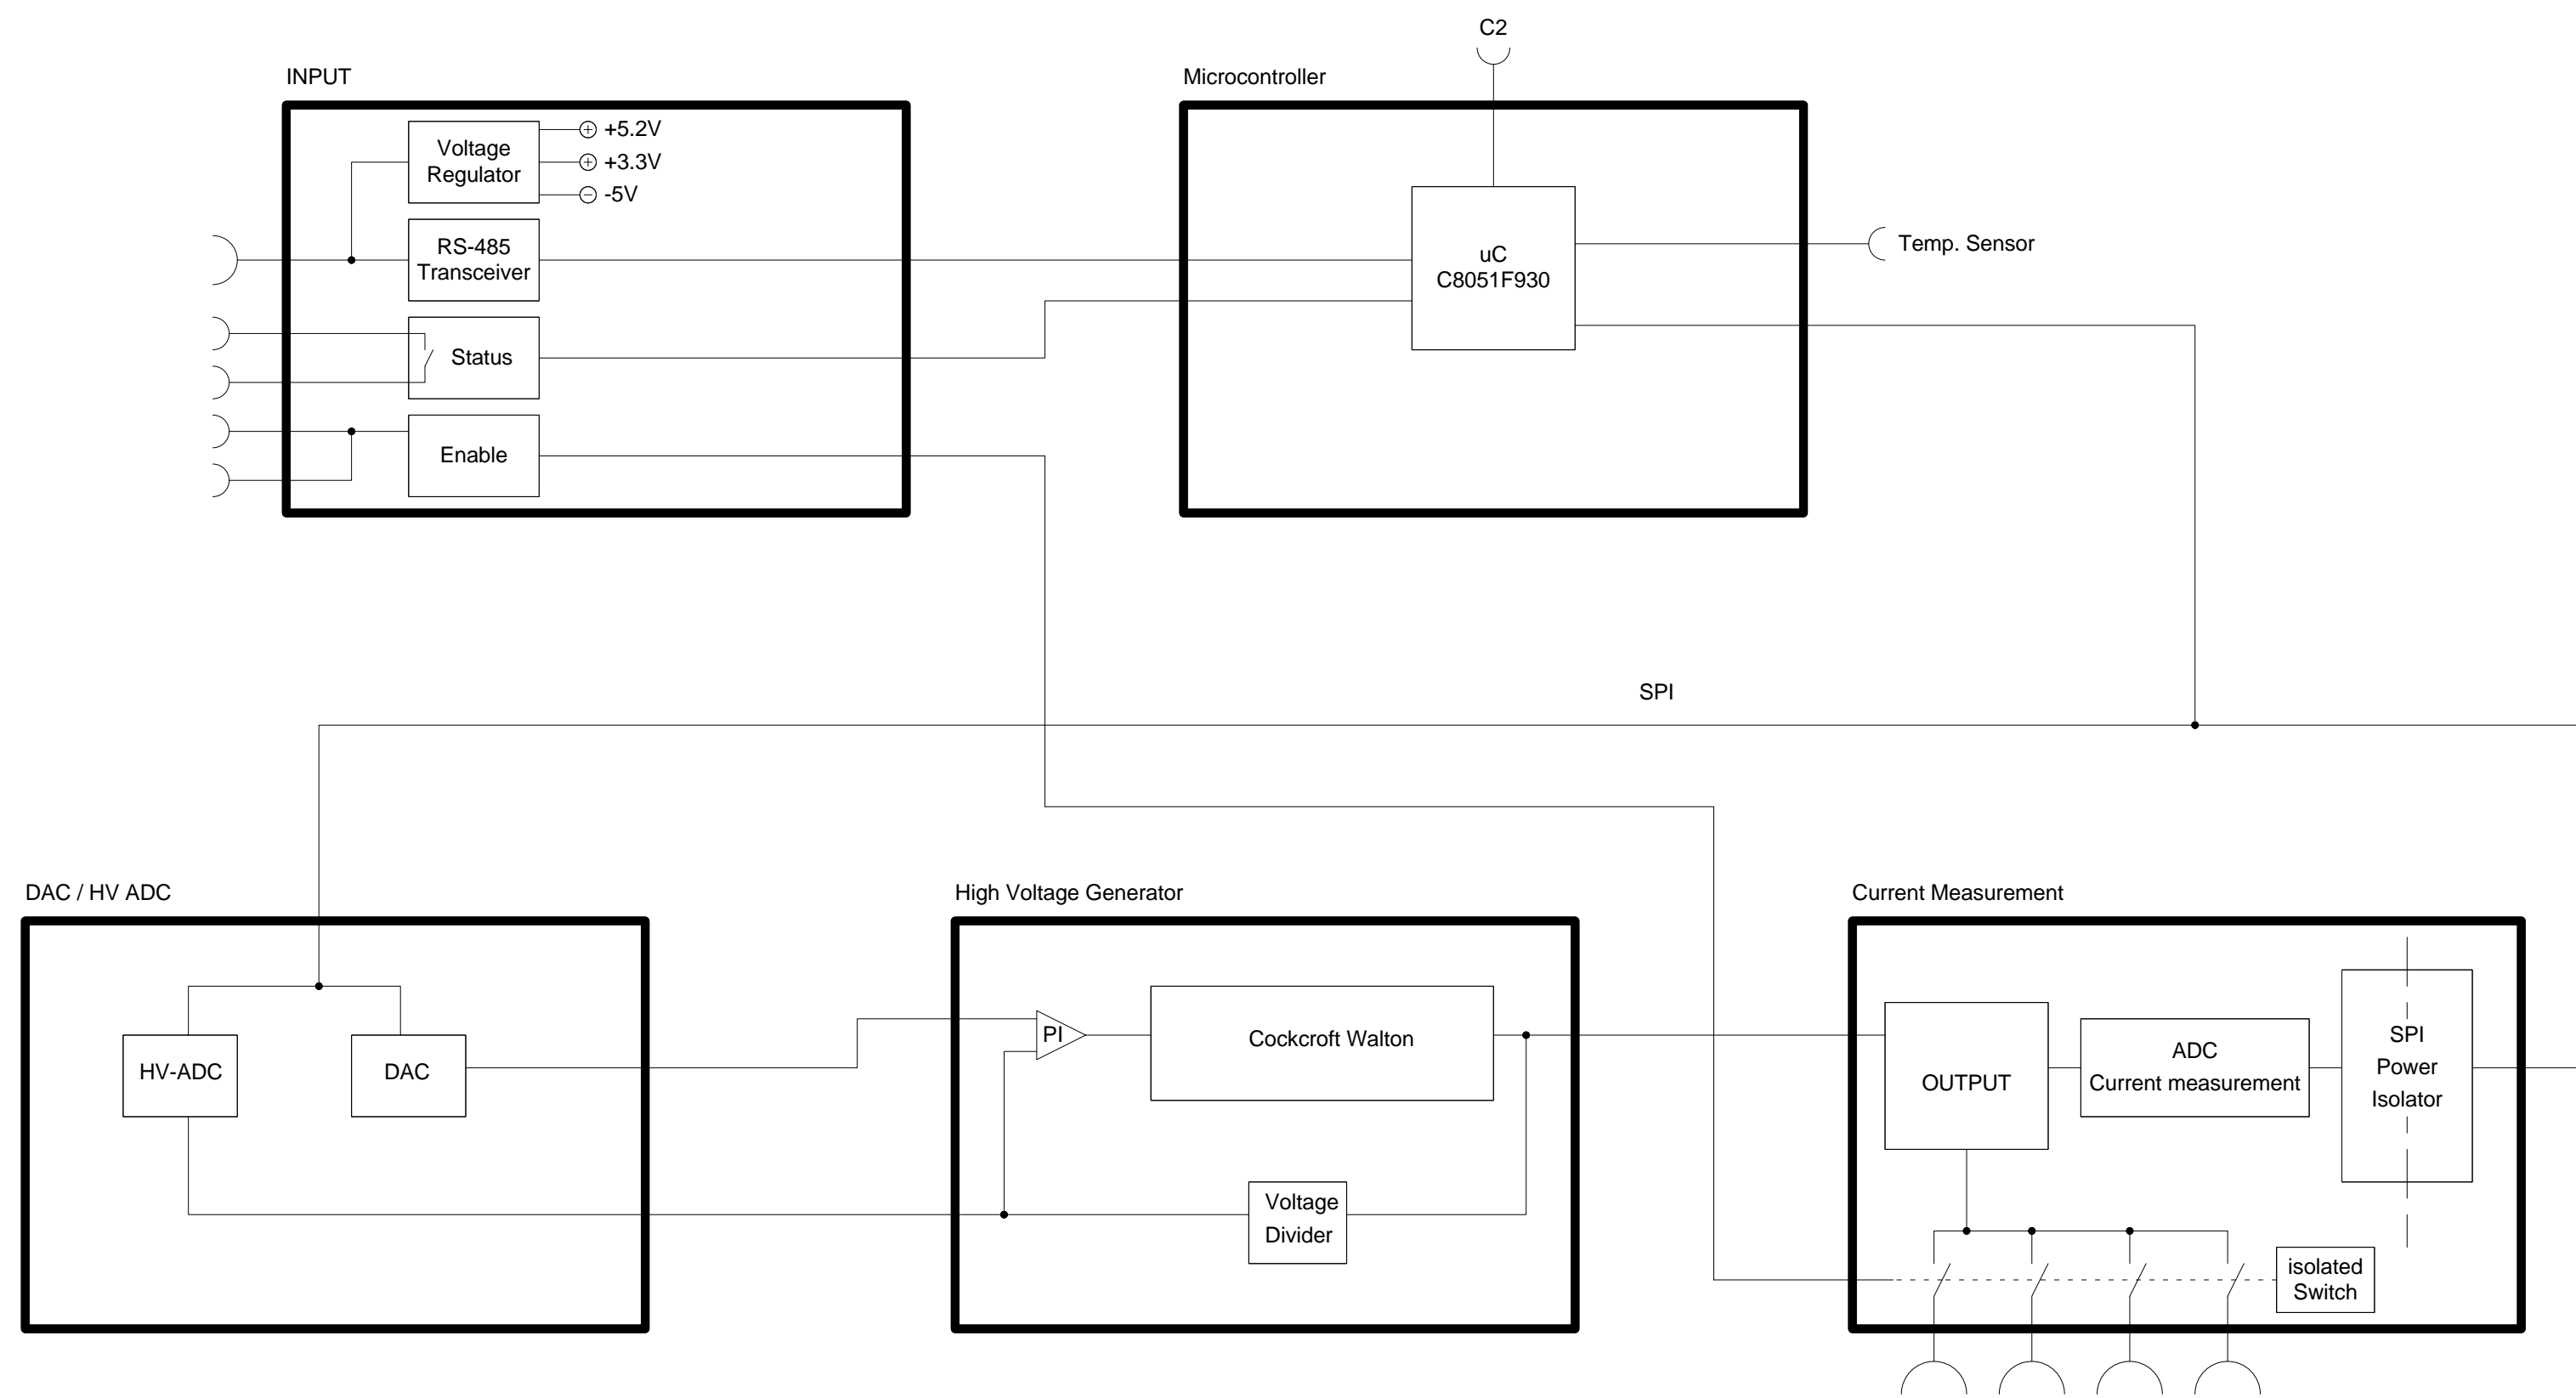 C2
INPUT
Microcontroller
Voltage
Regulator
+5.2V
+3.3V
-5V
RS-485
Transceiver
Status
Enable
uC
C8051F930
Temp. Sensor
SPI
DAC / HV ADC
High Voltage Generator
Current Measurement
HV-ADC
DAC
PI
Cockcroft Walton
Voltage
Divider
OUTPUT
ADC
Current measurement
SPI
Power
Isolator
isolated
Switch